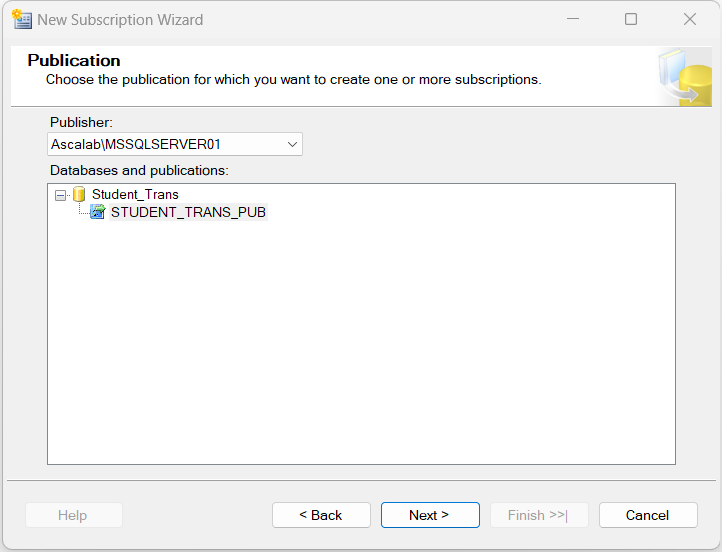 New Subscription Wizard
Publication
Choose the publication for which you want to create one or more subscriptions.
Publisher:
Ascalab\MSSQLSERVER01
Databases and publications:
Student_Trans
STUDENT_TRANS_PUB
Help
< Back
Next >
Finish >>|
Cancel